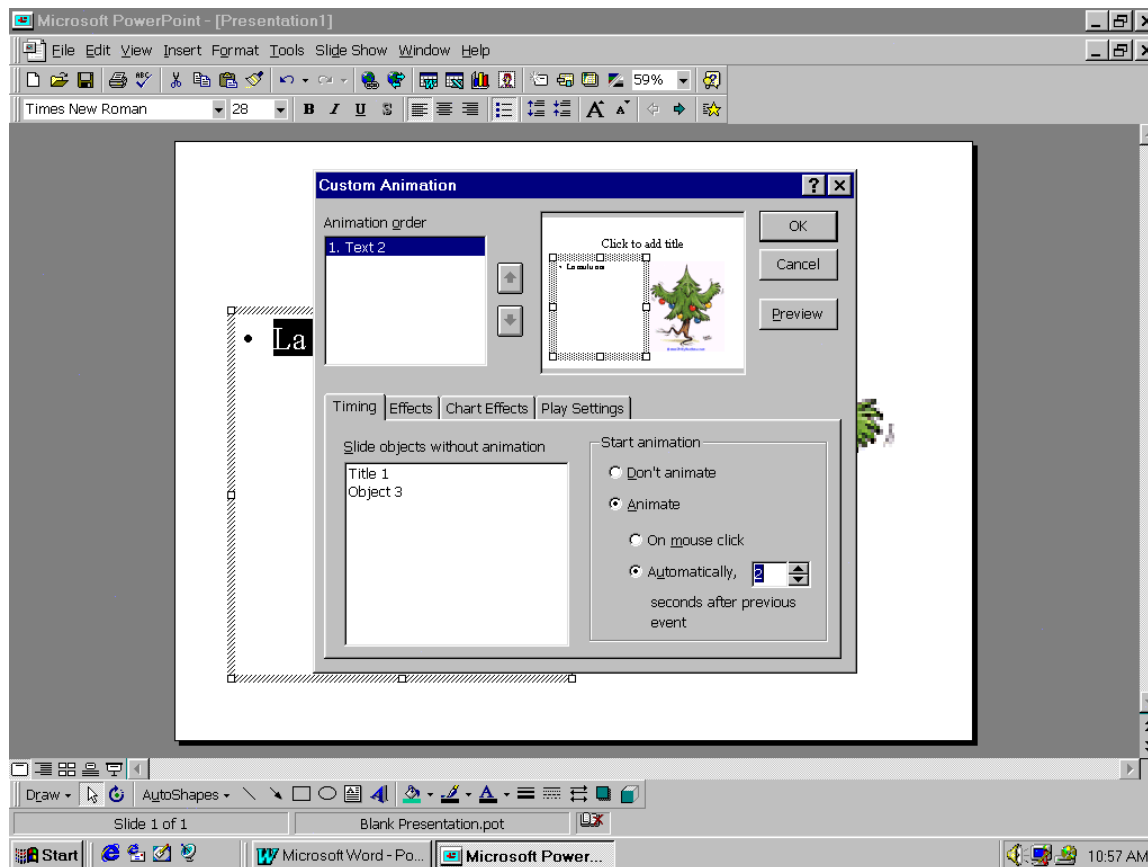 Microsoft PowerPoint - [Presentation1]
File Edit View Insert Format Tools Slide Show Window Help
ABC
59%
Times New Roman 28 B I U S A A
Custom Animation
Animation order
1. Text 2
Click to add title
OK
Cancel
Preview
• La
Timing Effects Chart Effects Play Settings
Slide objects without animation
Title 1
Object 3
Start animation
Don't animate
Animate
On mouse click
Automatically, 2
seconds after previous
event
Draw AutoShapes A A
Slide 1 of 1 Blank Presentation.pot
Start Microsoft Word - Po... Microsoft Power... 10:57 AM